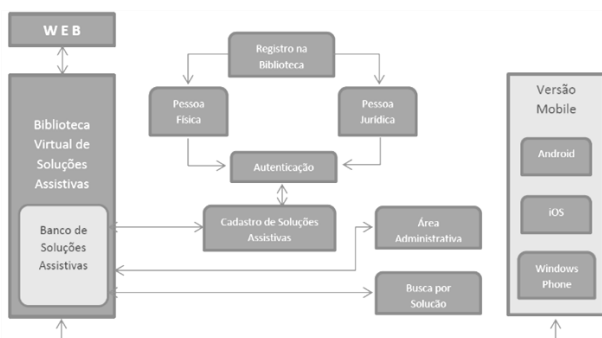 WEB
Biblioteca
Virtual de
Soluções
Assistivas
Banco de
Soluções
Assistivas
Registro na
Biblioteca
Pessoa
Física
Pessoa
Jurídica
Autenticação
Cadastro de Soluções
Assistivas
Área
Administrativa
Busca por
Solução
Versão
Mobile
Android
iOS
Windows
Phone